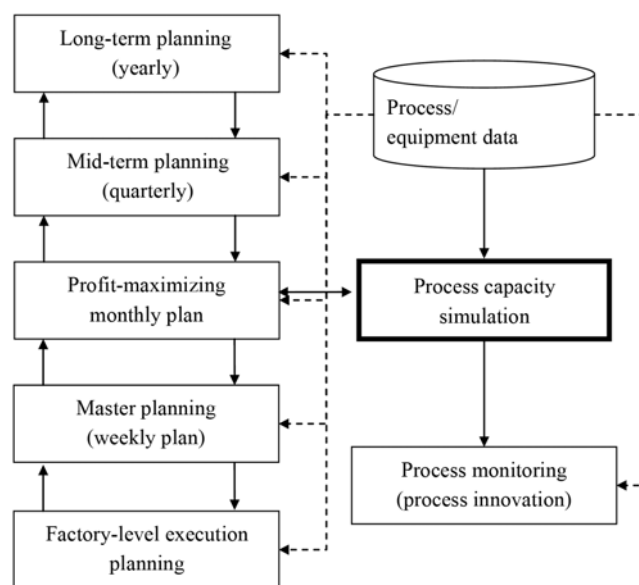 Long-term planning
(yearly)
Mid-term planning
(quarterly)
Profit-maximizing
monthly plan
Master planning
(weekly plan)
Factory-level execution
planning
Process/
equipment data
Process capacity
simulation
Process monitoring
(process innovation)